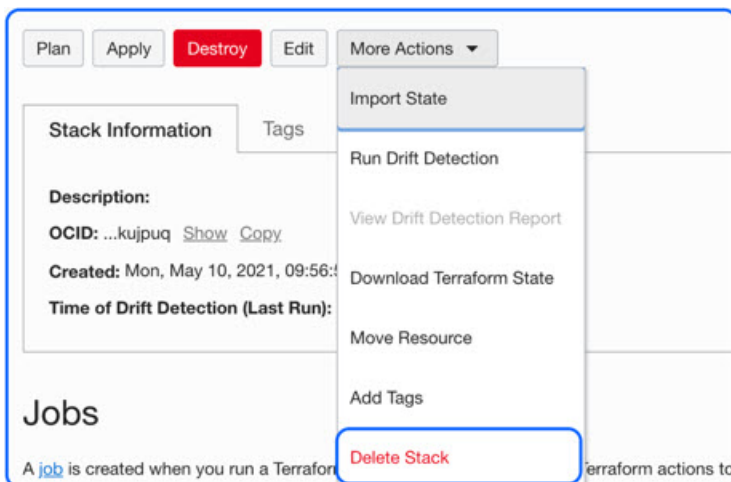 Plan Apply Destroy Edit More Actions
Import State
Stack Information Tags
Run Drift Detection
Description:
View Drift Detection Report
OCID: ...kujpuq Show Copy
Created: Mon, May 10, 2021, 09:56:
Download Terraform State
Time of Drift Detection (Last Run):
Move Resource
Add Tags
Jobs
Delete Stack
A job is created when you run a Terraform actions to